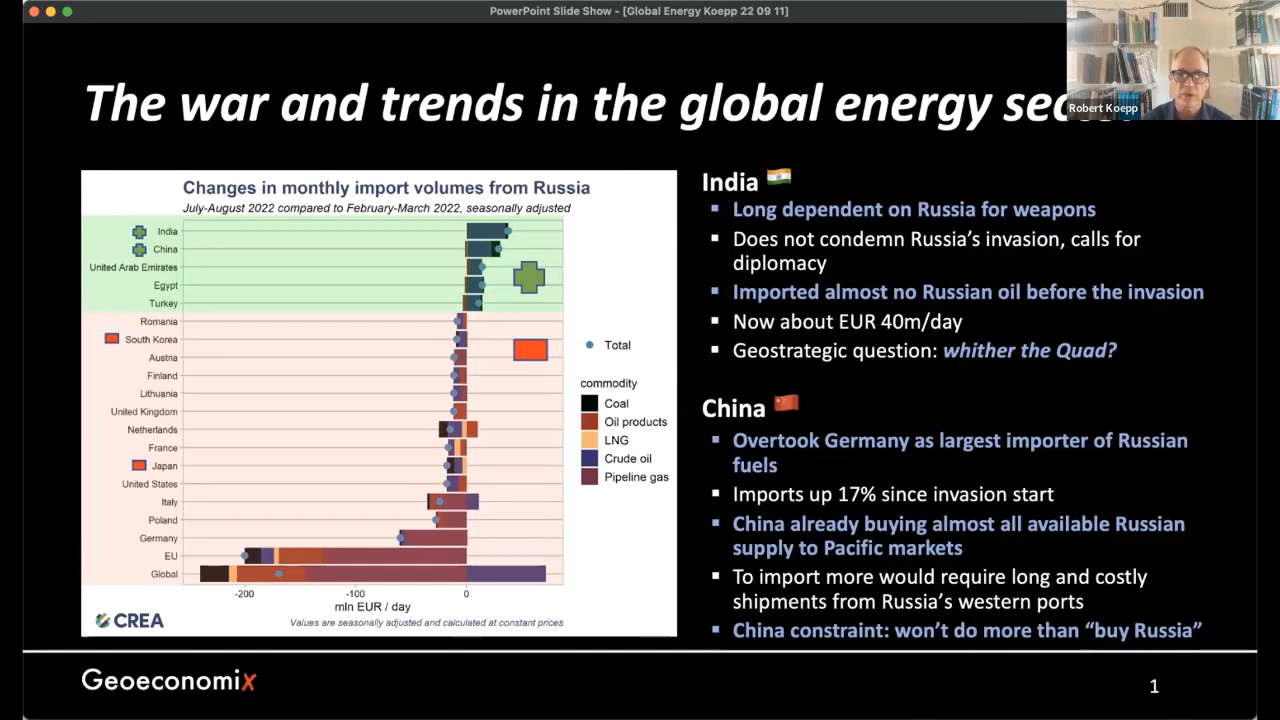 PowerPoint Slide Show - [Global Energy Koepp 22 09 11]
Robert Koepp
The war and trends in the global energy
Changes in monthly import volumes from Russia
July-August 2022 compared to February-March 2022, seasonally adjusted
India
China
United Arab Emirates
Egypt
Turkey
Romania
South Korea
Austria
Finland
Lithuania
United Kingdom
Netherlands
France
Japan
United States
Italy
Poland
Germany
EU
Global
-200
-100
0
mln EUR / day
Total
commodity
Coal
Oil products
LNG
Crude oil
Pipeline gas
CREA
Values are seasonally adjusted and calculated at constant prices
India
Long dependent on Russia for weapons
Does not condemn Russia's invasion, calls for
diplomacy
Imported almost no Russian oil before the invasion
Now about EUR 40m/day
Geostrategic question: whither the Quad?
China
Overtook Germany as largest importer of Russian
fuels
Imports up 17% since invasion start
China already buying almost all available Russian
supply to Pacific markets
To import more would require long and costly
shipments from Russia's western ports
China constraint: won't do more than “buy Russia”
Geoeconomix
1